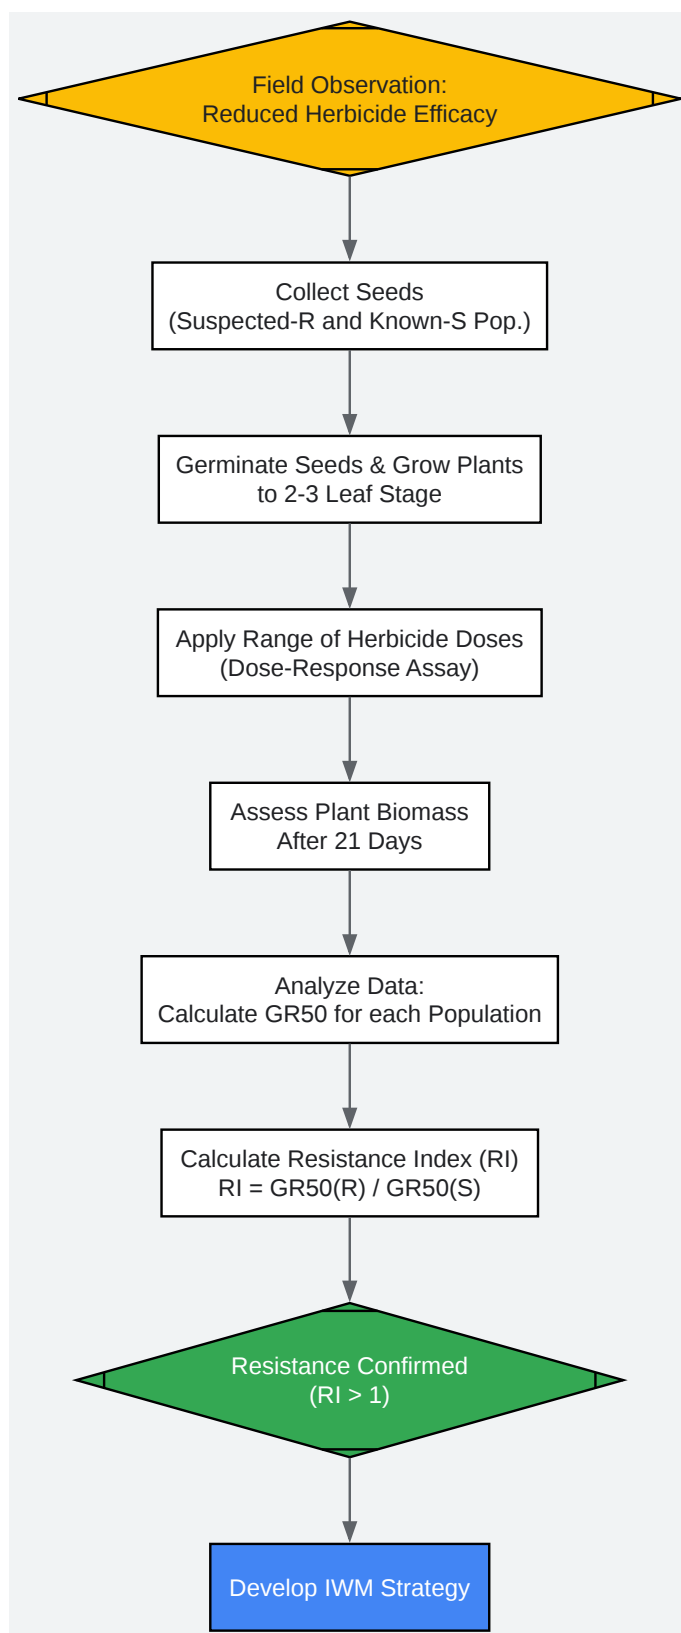 Field Observation:
Reduced Herbicide Efficacy
Collect Seeds
(Suspected-R and Known-S Pop.)
Germinate Seeds & Grow Plants
to 2-3 Leaf Stage
Apply Range of Herbicide Doses
(Dose-Response Assay)
Assess Plant Biomass
After 21 Days
Analyze Data:
Calculate GR50 for each Population
Calculate Resistance Index (RI)
RI = GR50(R) / GR50(S)
Resistance Confirmed
(RI > 1)
Develop IWM Strategy